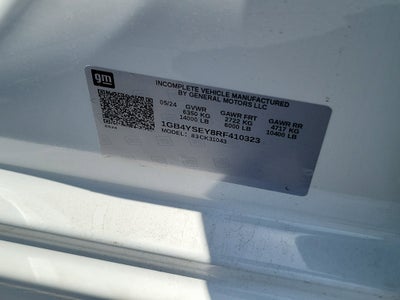 gm
INCOMPLETE VEHICLE MANUFACTURED
BY GENERAL MOTORS LLC
05/24 GVWR GAWR FRT GAWR RR
6350 KG 2722 KG 4717 KG
14000 LB 6000 LB 10400 LB
1GB4YSEY8RF410323
MODEL: